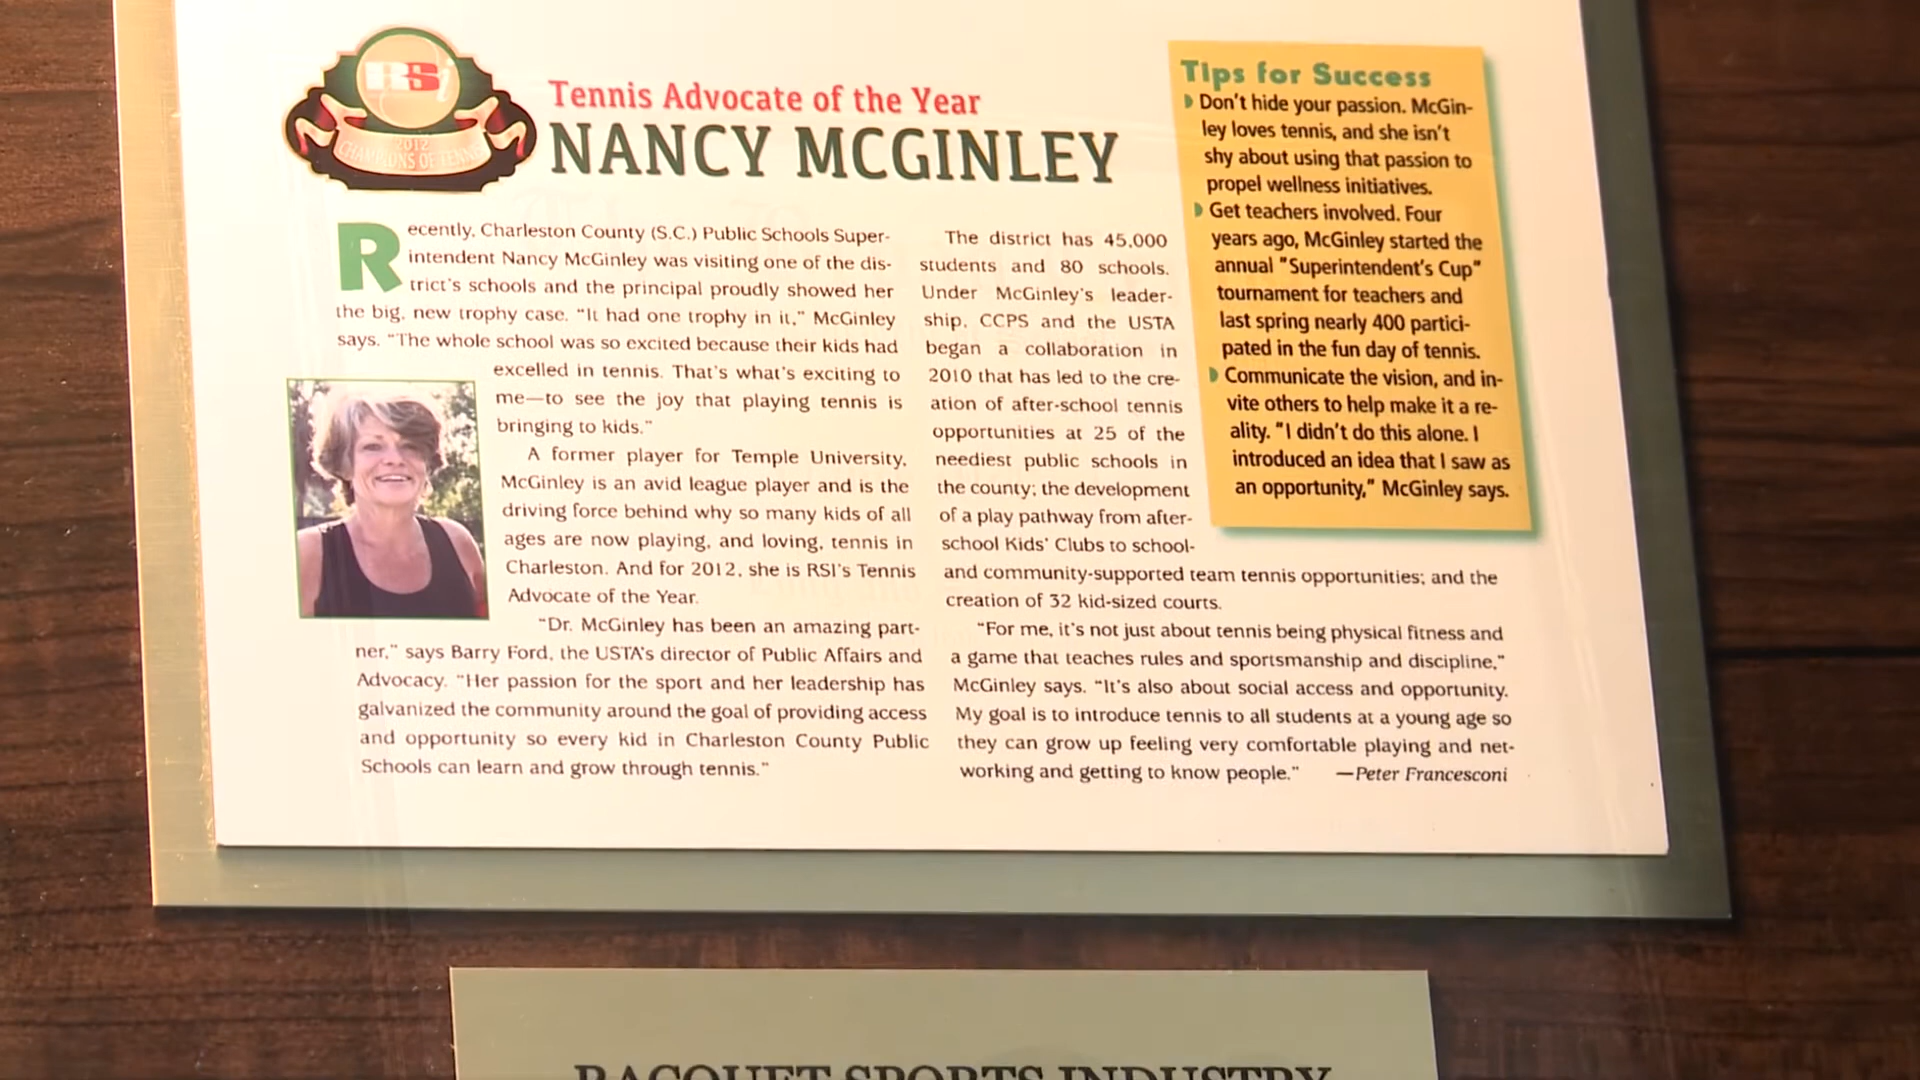 RSi
2012
CHAMPIONS OF TENNIS
Tennis Advocate of the Year
NANCY MCGINLEY
Recently, Charleston County (S.C.) Public Schools Super-
intendent Nancy McGinley was visiting one of the dis-
trict's schools and the principal proudly showed her
the big, new trophy case. "It had one trophy in it," McGinley
says. "The whole school was so excited because their kids had
excelled in tennis. That's what's exciting to
me—to see the joy that playing tennis is
bringing to kids."
A former player for Temple University,
McGinley is an avid league player and is the
driving force behind why so many kids of all
ages are now playing, and loving, tennis in
Charleston. And for 2012, she is RSI's Tennis
Advocate of the Year.
"Dr. McGinley has been an amazing part-
ner," says Barry Ford, the USTA's director of Public Affairs and
Advocacy. "Her passion for the sport and her leadership has
galvanized the community around the goal of providing access
and opportunity so every kid in Charleston County Public
Schools can learn and grow through tennis."
The district has 45,000
students and 80 schools.
Under McGinley's leader-
ship, CCPS and the USTA
began a collaboration in
2010 that has led to the cre-
ation of after-school tennis
opportunities at 25 of the
neediest public schools in
the county; the development
of a play pathway from after-
school Kids' Clubs to school-
and community-supported team tennis opportunities; and the
creation of 32 kid-sized courts.
"For me, it's not just about tennis being physical fitness and
a game that teaches rules and sportsmanship and discipline,"
McGinley says. "It's also about social access and opportunity.
My goal is to introduce tennis to all students at a young age so
they can grow up feeling very comfortable playing and net-
working and getting to know people." —Peter Francesconi
Tips for Success
Don't hide your passion. McGin-
ley loves tennis, and she isn't
shy about using that passion to
propel wellness initiatives.
Get teachers involved. Four
years ago, McGinley started the
annual "Superintendent's Cup"
tournament for teachers and
last spring nearly 400 partici-
pated in the fun day of tennis.
Communicate the vision, and in-
vite others to help make it a re-
ality. "I didn't do this alone. I
introduced an idea that I saw as
an opportunity," McGinley says.
RACQUET SPORTS INDUSTRY